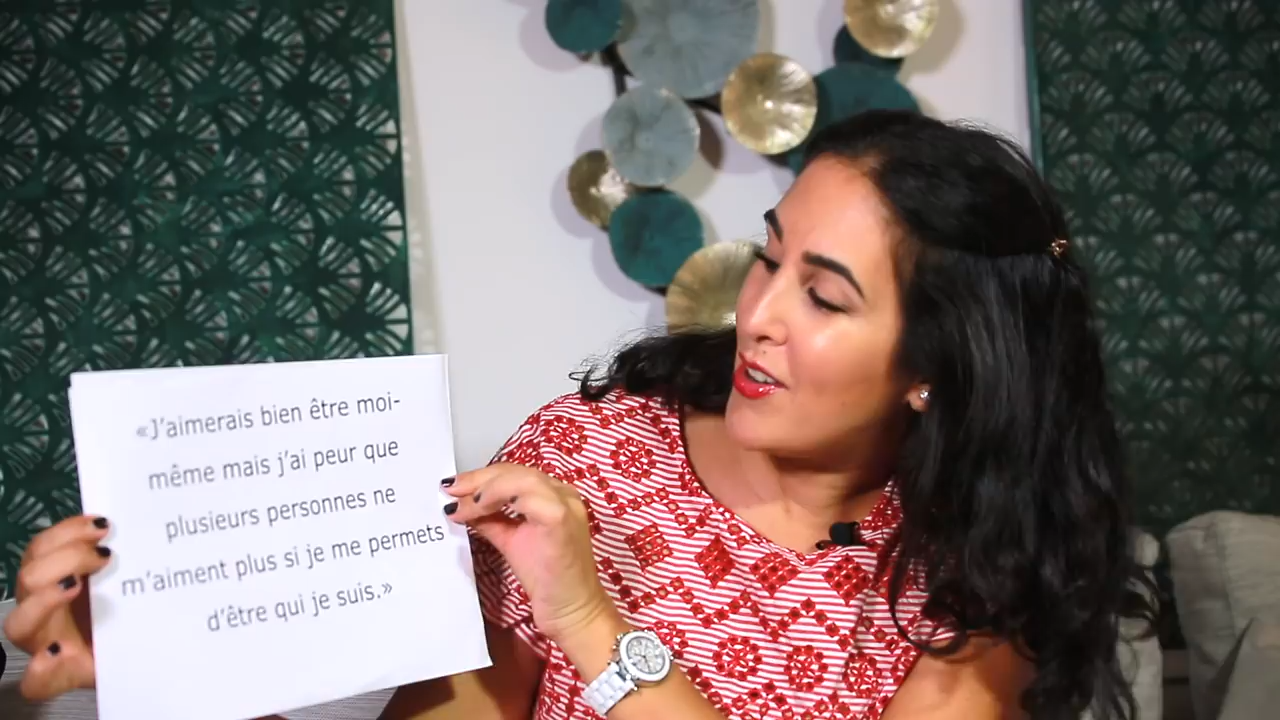 «J'aimerais bien être moi-
même mais j'ai peur que
plusieurs personnes ne
m'aiment plus si je me permets
d'être qui je suis.»